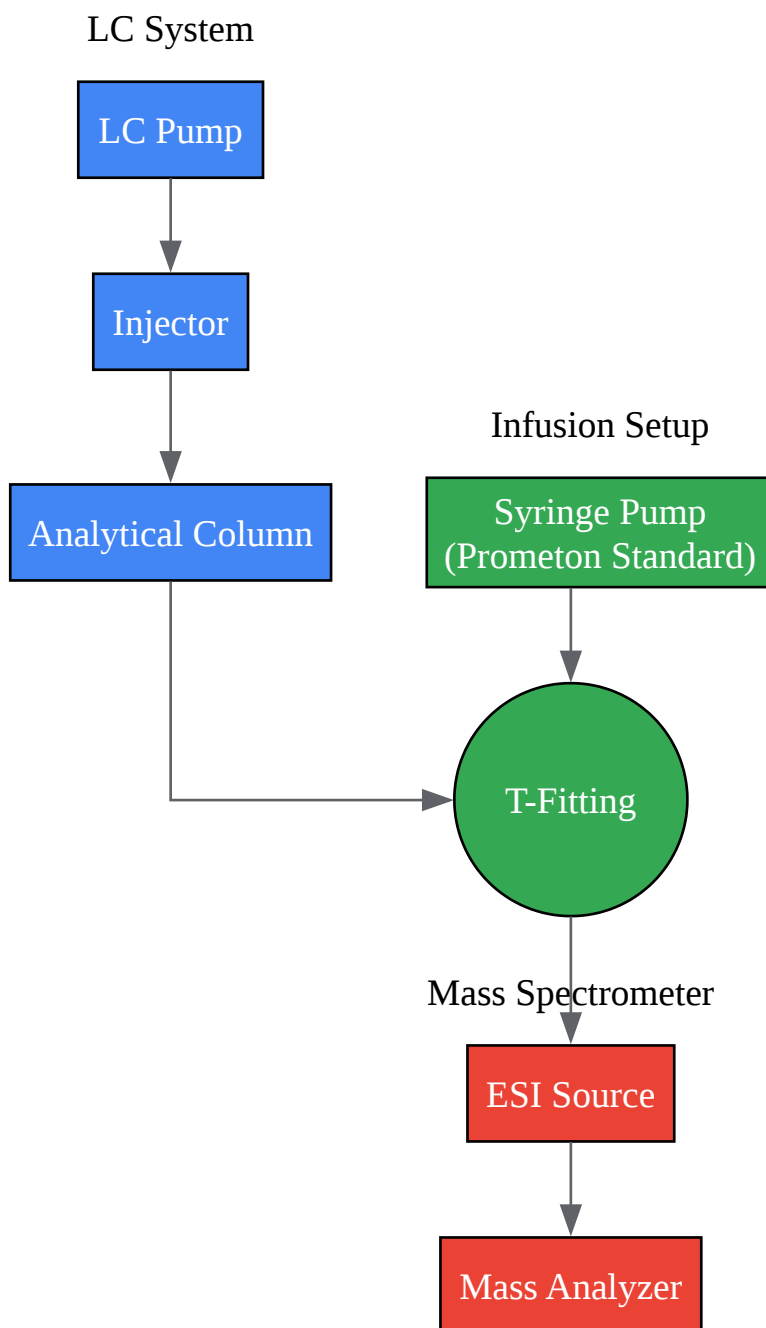 LC System
LC Pump
Injector
Analytical Column
Infusion Setup
Syringe Pump
(Prometon Standard)
T-Fitting
Mass Spectrometer
ESI Source
Mass Analyzer